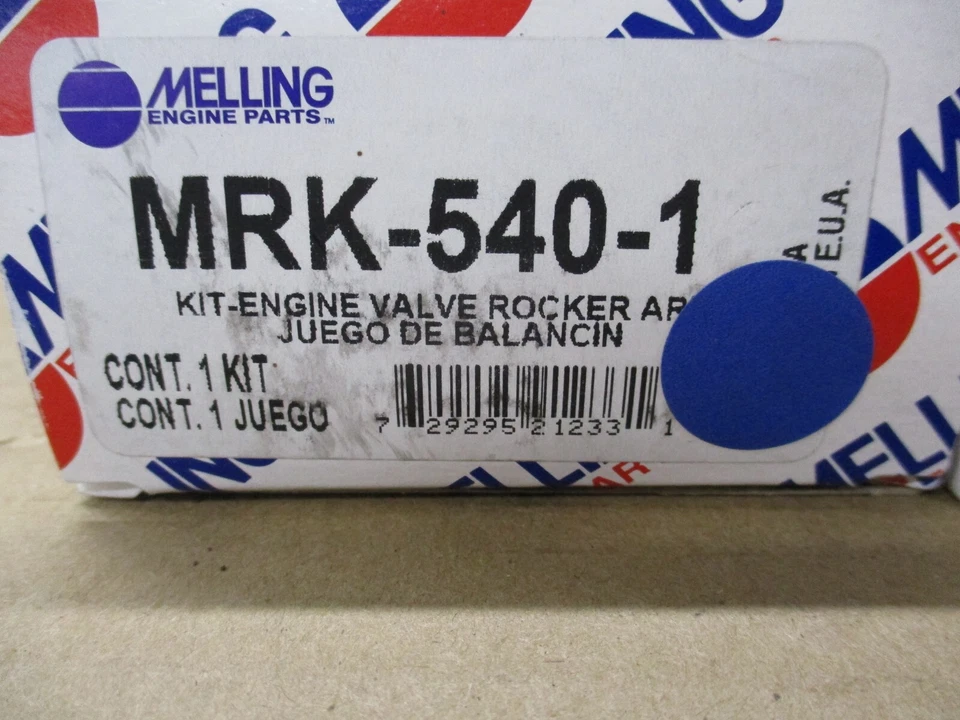 MELLING
ENGINE PARTS™
MRK-540-1
KIT-ENGINE VALVE ROCKER AR
JUEGO DE BALANCIN
CONT. 1 KIT
CONT. 1 JUEGO
7 29295 21233 1
E.U.A.